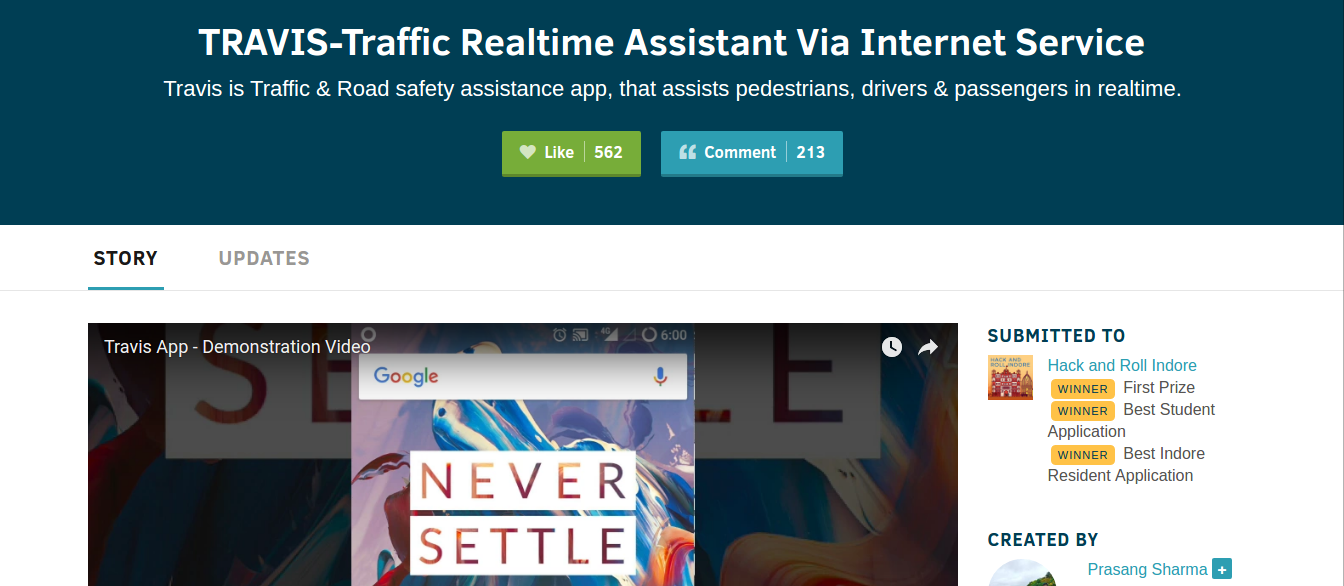 TRAVIS-Traffic Realtime Assistant Via Internet Service
Travis is Traffic & Road safety assistance app, that assists pedestrians, drivers & passengers in realtime.
Like 562
Comment 213
STORY
UPDATES
Travis App - Demonstration Video
4G 6:00
Google
NEVER
SETTLE
SUBMITTED TO
HACK AND
ROLL INDORE
Hack and Roll Indore
WINNER First Prize
WINNER Best Student
Application
WINNER Best Indore
Resident Application
CREATED BY
Prasang Sharma +